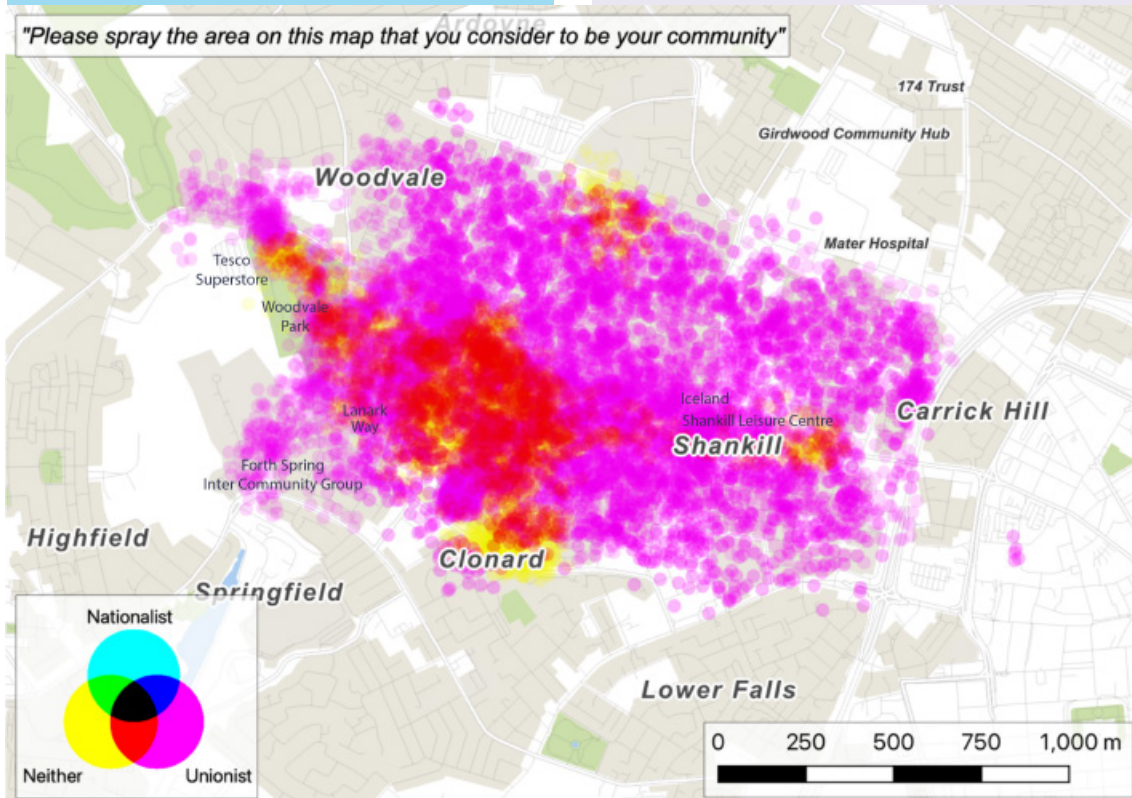 Ardoyne
"Please spray the area on this map that you consider to be your community"
174 Trust
Girdwood Community Hub
Woodvale
Mater Hospital
Tesco
Superstore
Woodvale
Park
Iceland
Lanark
Way
Shankill Leisure Centre
Carrick Hill
Shankill
Forth Spring
Inter Community Group
Highfield
Clonard
Springfield
Nationalist
Lower Falls
0 250 500 750 1,000 m
Neither Unionist